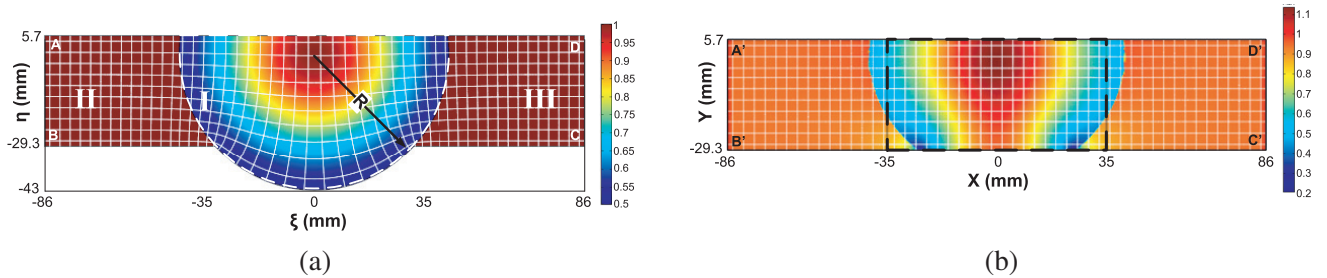 5.7
η (mm)
-29.3
-43
A
D
II
I
R
III
B
C
-86
-35
0
35
86
ξ (mm)
1
0.95
0.9
0.85
0.8
0.75
0.7
0.65
0.6
0.55
0.5
(a)
5.7
Y (mm)
-29.3
A'
D'
B'
C'
-86
-35
0
35
86
X (mm)
1.1
1
0.9
0.8
0.7
0.6
0.5
0.4
0.3
0.2
(b)